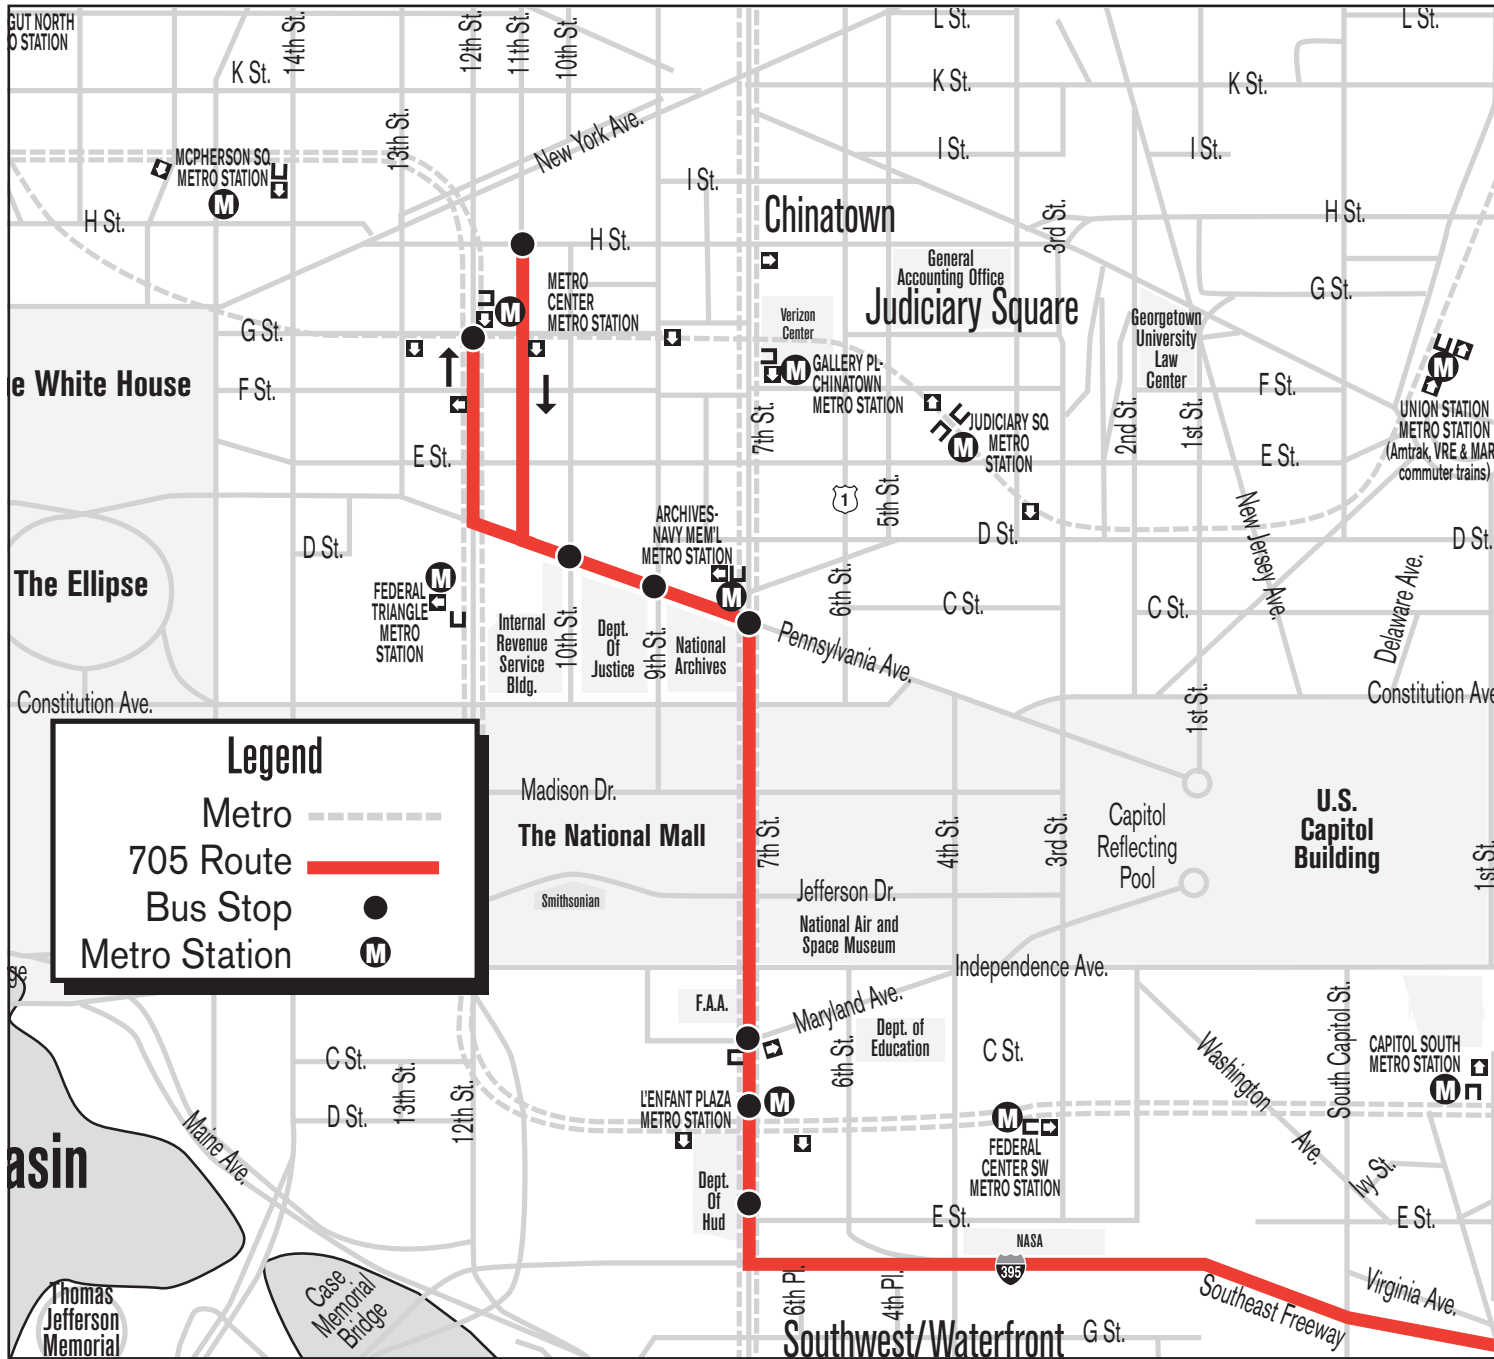 GUT NORTH
O STATION
14th St.
12th St.
11th St.
10th St.
L St.
L St.
K St.
K St.
K St.
13th St.
New York Ave.
MCPHERSON SQ
METRO STATION
M
I St.
I St.
I St.
H St.
H St.
H St.
Chinatown
3rd St.
General
Accounting Office
Judiciary Square
METRO
CENTER
METRO STATION
M
G St.
G St.
Verizon
Center
Georgetown
University
Law
Center
e White House
F St.
F St.
M
GALLERY PL-
CHINATOWN
METRO STATION
7th St.
2nd St.
1st St.
M
UNION STATION
METRO STATION
(Amtrak, VRE & MAR
commuter trains)
JUDICIARY SQ
METRO
STATION
M
E St.
E St.
1
5th St.
New Jersey Ave.
ARCHIVES-
NAVY MEM'L
METRO STATION
M
D St.
D St.
D St.
The Ellipse
M
FEDERAL
TRIANGLE
METRO
STATION
Internal
Revenue
Service
Bldg.
10th St.
Dept.
Of
Justice
9th St.
National
Archives
6th St.
C St.
C St.
Delaware Ave.
Pennsylvania Ave.
Constitution Ave.
Constitution Ave
1st St.
Legend
Metro
705 Route
Bus Stop
Metro Station
M
Madison Dr.
The National Mall
7th St.
4th St.
3rd St.
Capitol
Reflecting
Pool
U.S.
Capitol
Building
1st St.
Smithsonian
Jefferson Dr.
National Air and
Space Museum
Independence Ave.
ge
F.A.A.
Maryland Ave.
Dept. of
Education
6th St.
C St.
C St.
Washington
Ave.
South Capitol St.
CAPITOL SOUTH
METRO STATION
M
13th St.
12th St.
D St.
L'ENFANT PLAZA
METRO STATION
M
M
FEDERAL
CENTER SW
METRO STATION
Maine Ave.
asin
Ivy St.
Dept.
Of
Hud
E St.
E St.
NASA
395
6th Pl.
4th Pl.
Southeast Freeway
Virginia Ave.
Thomas
Jefferson
Memorial
Case
Memorial
Bridge
Southwest/Waterfront
G St.